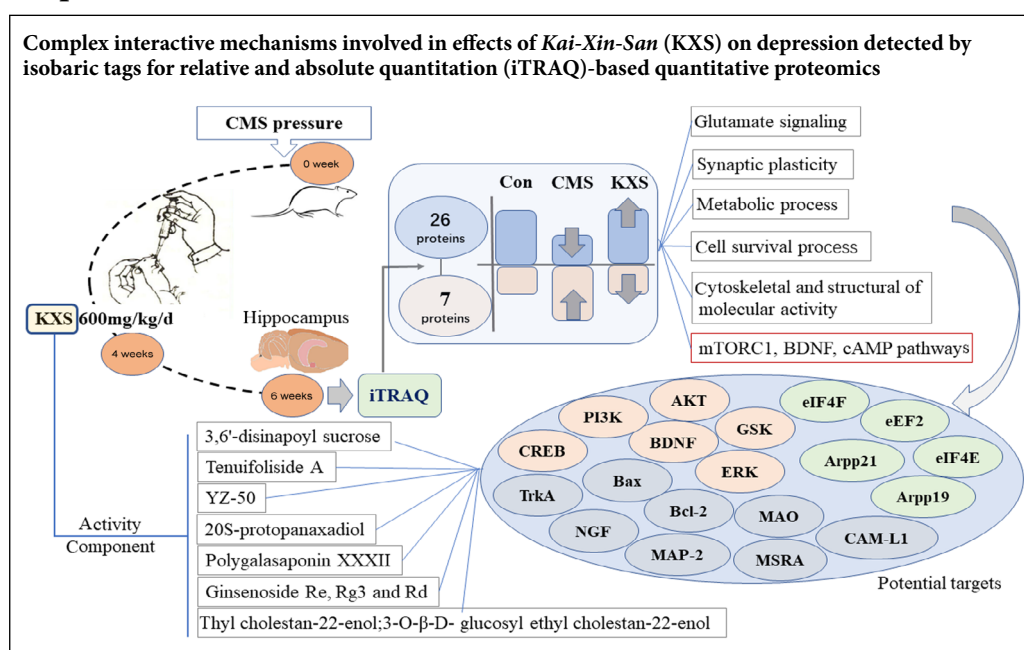 Complex interactive mechanisms involved in effects of Kai-Xin-San (KXS) on depression detected by
isobaric tags for relative and absolute quantitation (iTRAQ)-based quantitative proteomics
CMS pressure
0 week
KXS
600mg/kg/d
4 weeks
Hippocampus
6 weeks
iTRAQ
Con
CMS
KXS
26
proteins
7
proteins
Glutamate signaling
Synaptic plasticity
Metabolic process
Cell survival process
Cytoskeletal and structural of
molecular activity
mTORC1, BDNF, cAMP pathways
Activity
Component
3,6'-disinapoyl sucrose
Tenuifoliside A
YZ-50
20S-protopanaxadiol
Polygalasaponin XXXII
Ginsenoside Re, Rg3 and Rd
Thyl cholestan-22-enol;3-O-β-D- glucosyl ethyl cholestan-22-enol
AKT
PI3K
GSK
BDNF
CREB
ERK
eIF4F
eEF2
Arpp21
eIF4E
Arpp19
TrkA
Bax
Bcl-2
MAO
NGF
MAP-2
MSRA
CAM-L1
Potential targets